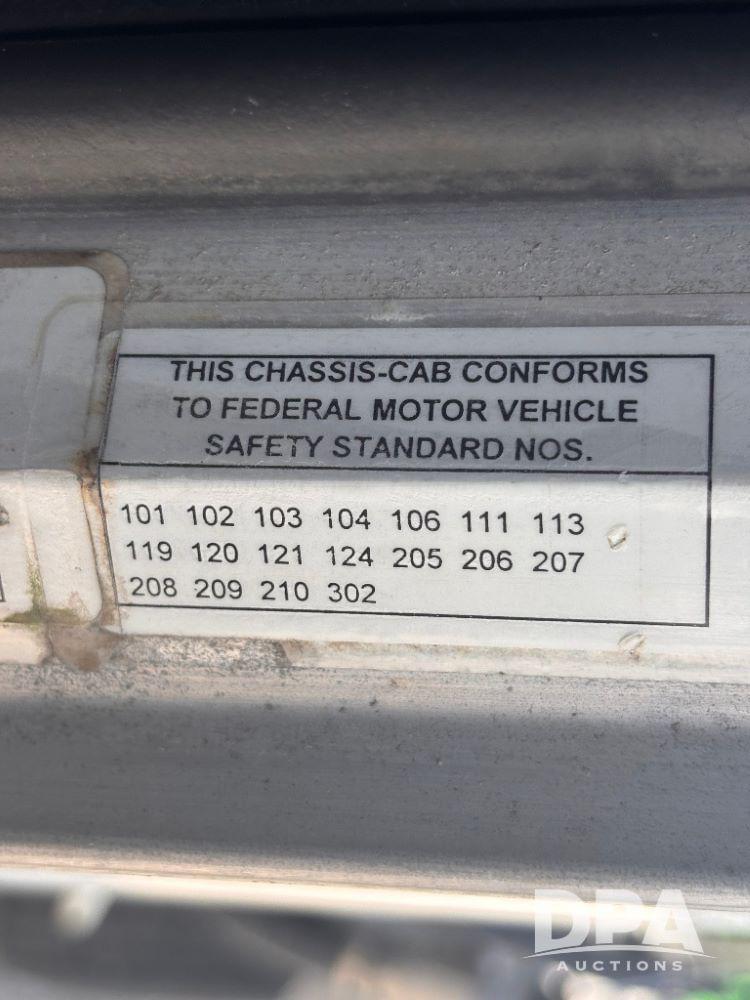 THIS CHASSIS-CAB CONFORMS
TO FEDERAL MOTOR VEHICLE
SAFETY STANDARD NOS.
101 102 103 104 106 111 113
119 120 121 124 205 206 207
208 209 210 302
DPA
AUCTIONS